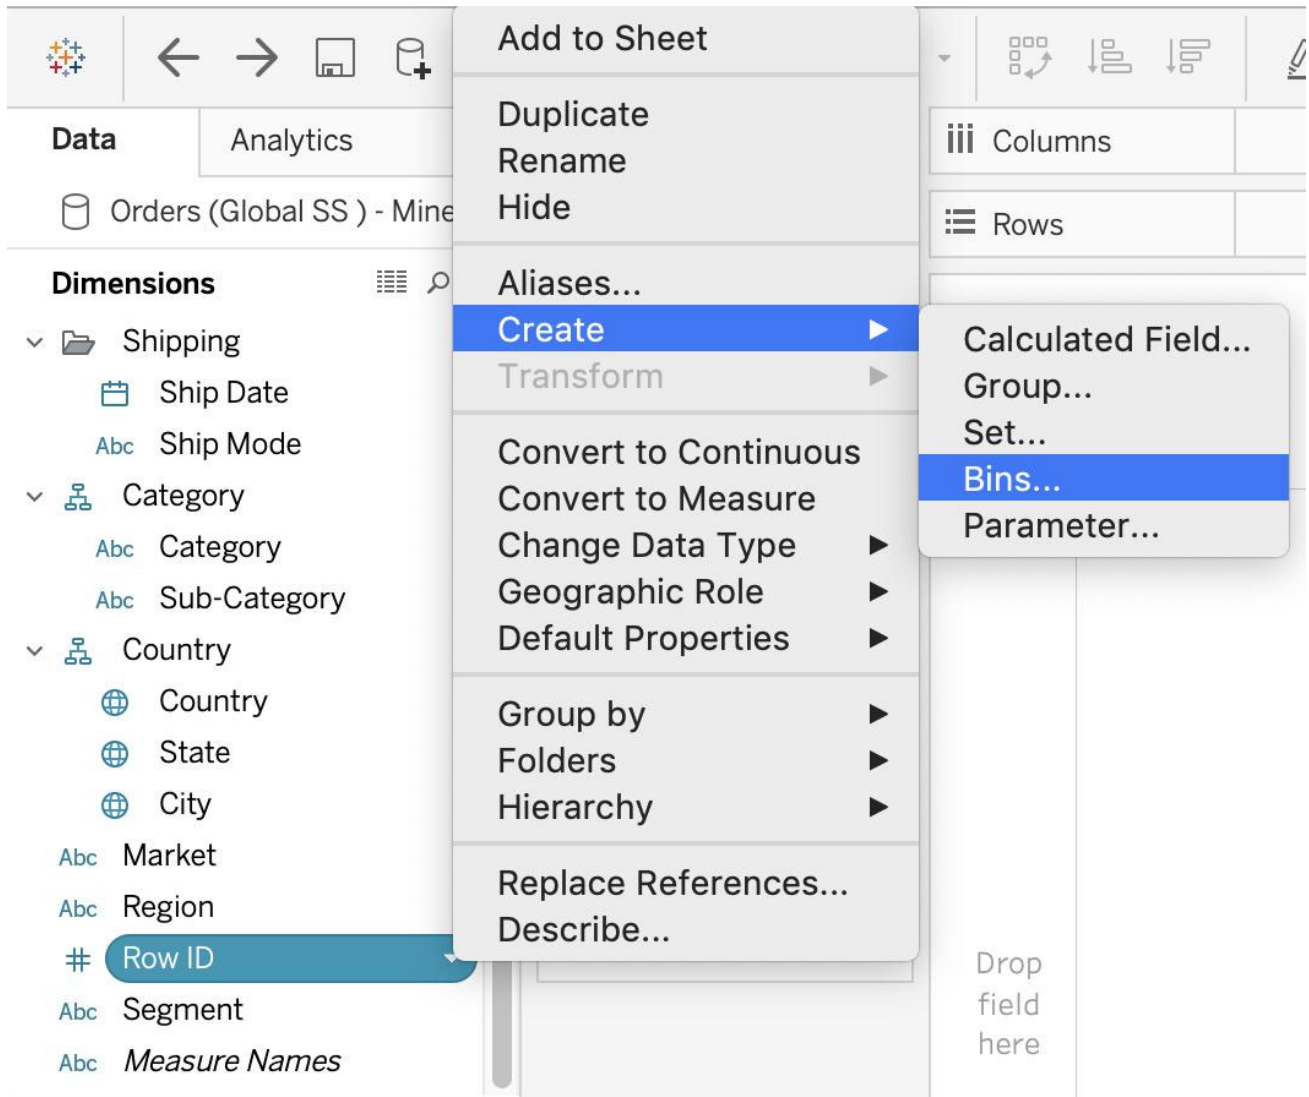 Data
Analytics
Orders (Global SS ) - Mine
Dimensions
Shipping
Ship Date
Abc Ship Mode
Category
Abc Category
Abc Sub-Category
Country
Country
State
City
Abc Market
Abc Region
# Row ID
Abc Segment
Abc Measure Names
Add to Sheet
Duplicate
Rename
Hide
Aliases...
Create
Transform
Convert to Continuous
Convert to Measure
Change Data Type
Geographic Role
Default Properties
Group by
Folders
Hierarchy
Replace References...
Describe...
Calculated Field...
Group...
Set...
Bins...
Parameter...
Columns
Rows
Drop
field
here